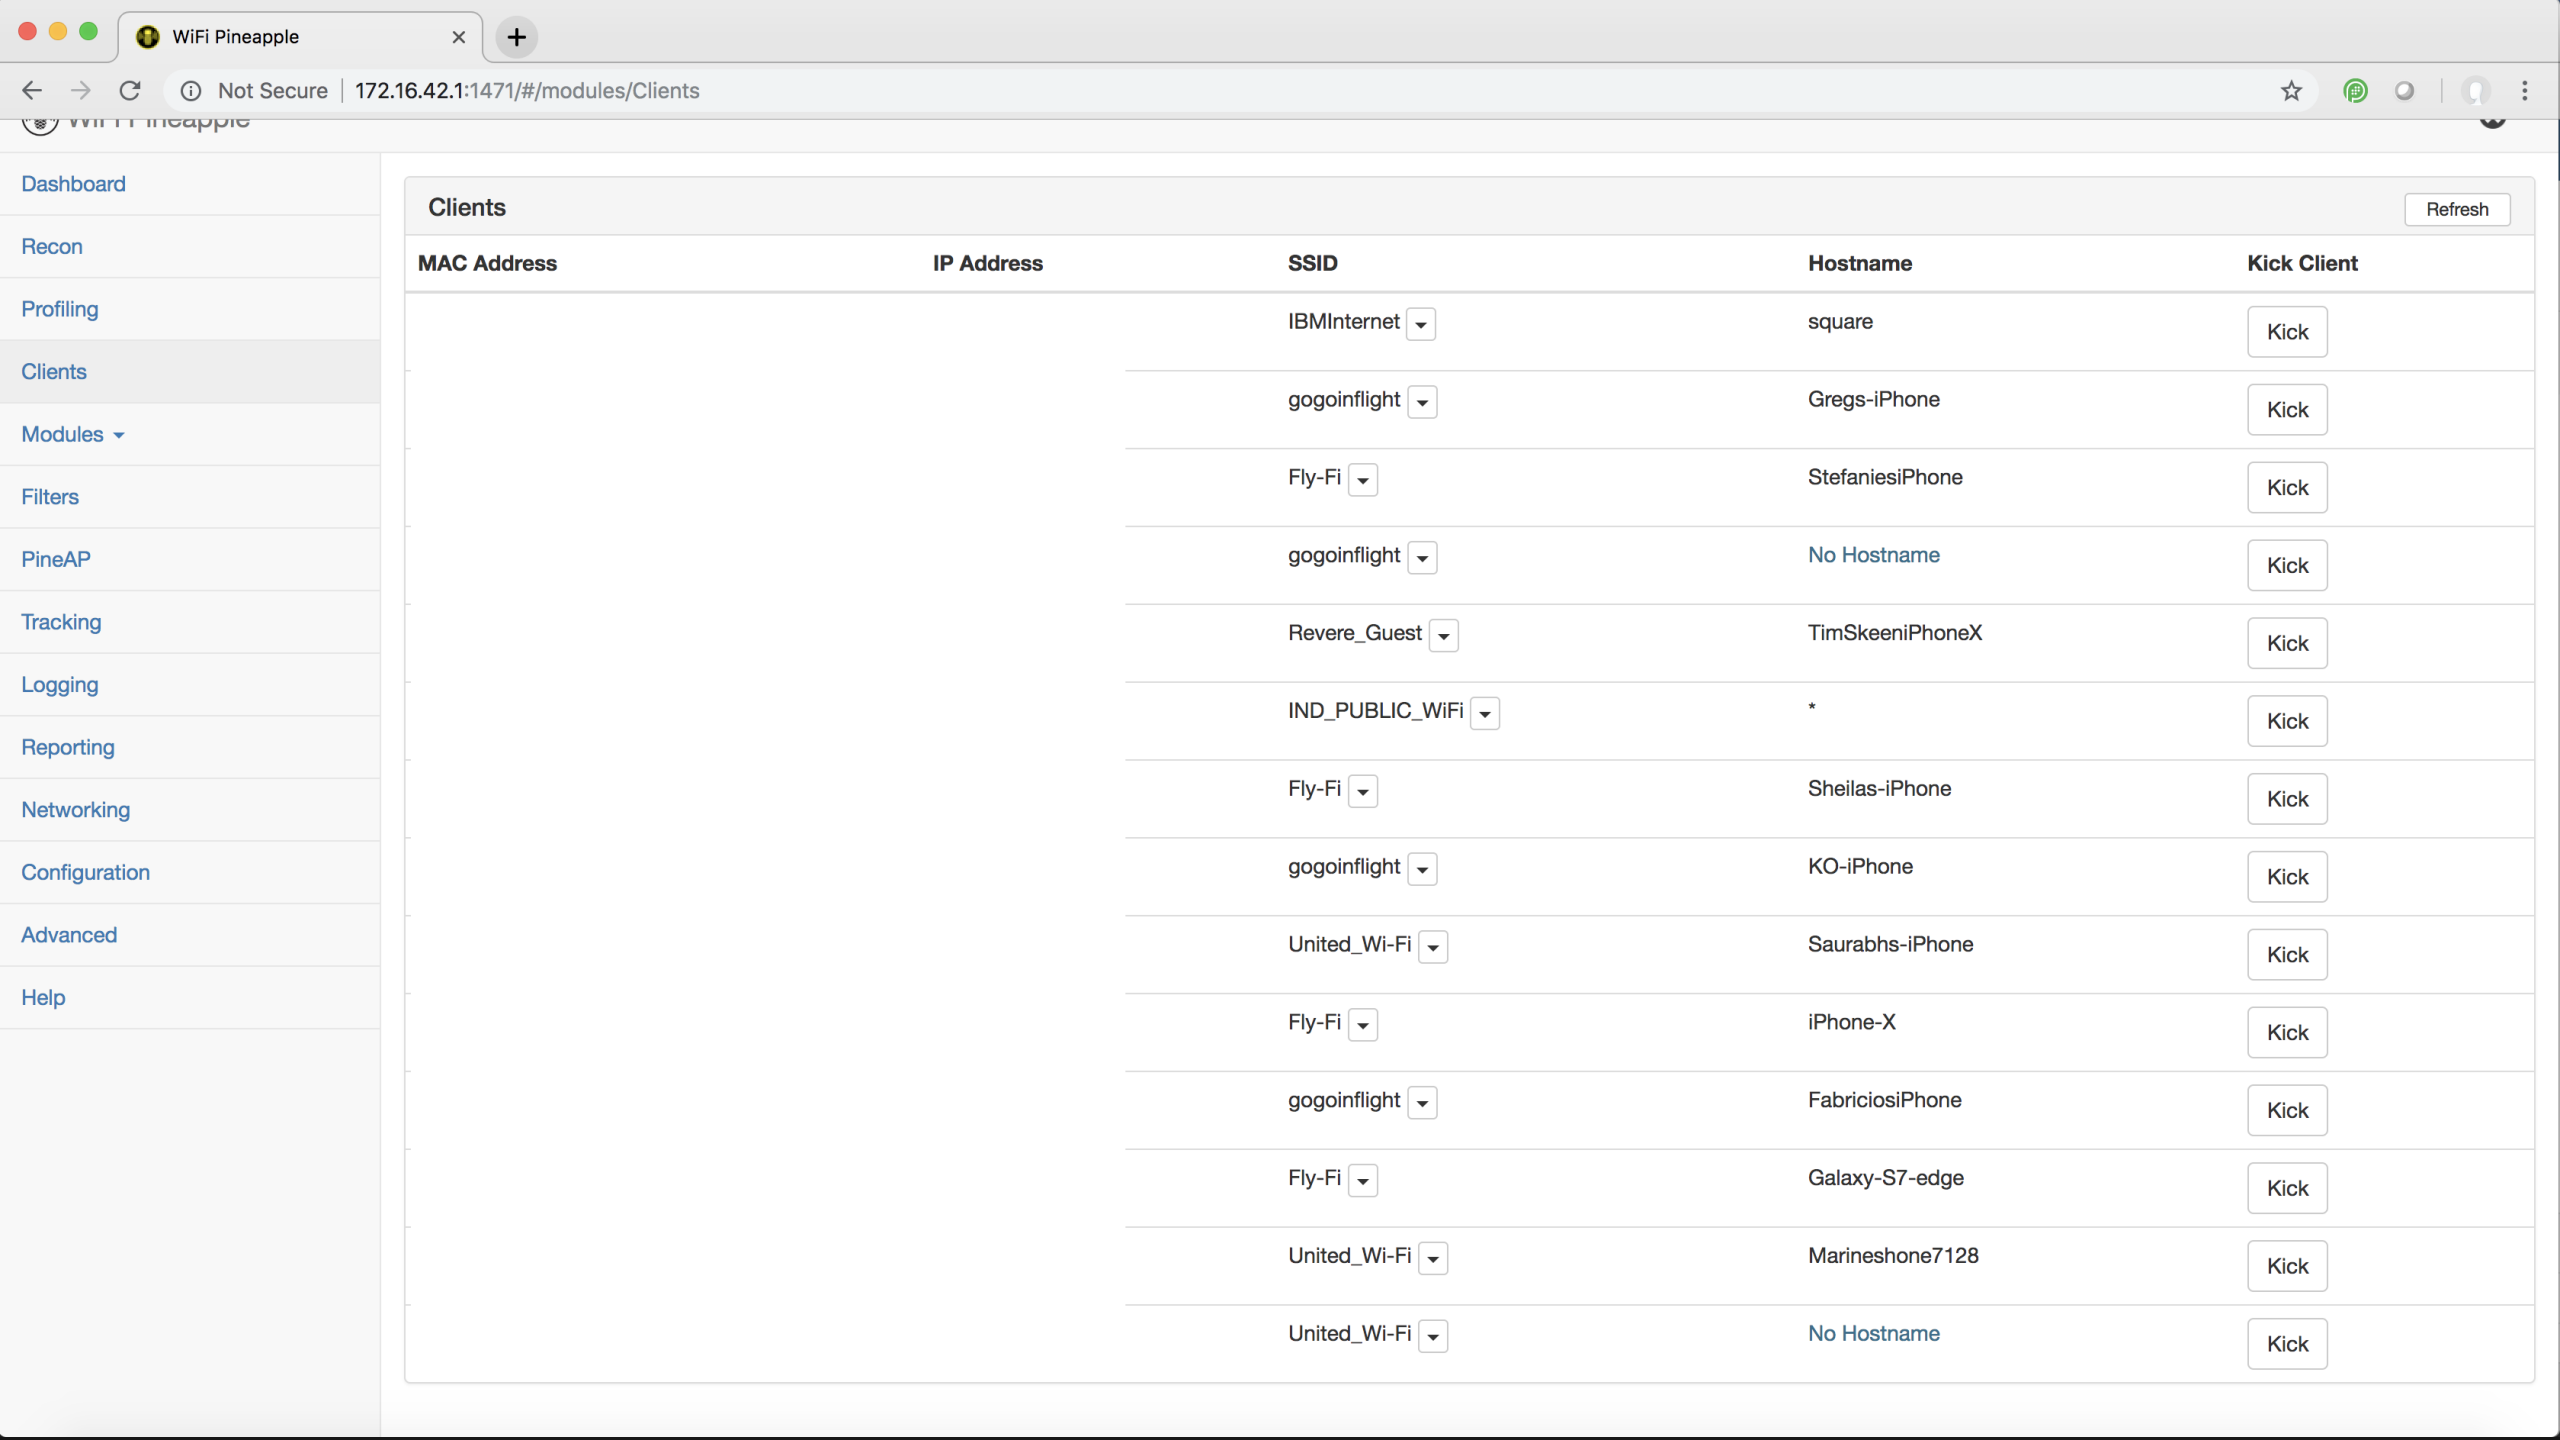 WiFi Pineapple
Not Secure 172.16.42.1:1471/#/modules/Clients
WiFi Pineapple
Dashboard
Recon
Profiling
Clients
Modules
Filters
PineAP
Tracking
Logging
Reporting
Networking
Configuration
Advanced
Help
Clients Refresh
MAC Address IP Address SSID Hostname Kick Client
IBMInternet square Kick
gogoinflight Gregs-iPhone Kick
Fly-Fi StefaniesiPhone Kick
gogoinflight No Hostname Kick
Revere_Guest TimSkeeniPhoneX Kick
IND_PUBLIC_WiFi * Kick
Fly-Fi Sheilas-iPhone Kick
gogoinflight KO-iPhone Kick
United_Wi-Fi Saurabhs-iPhone Kick
Fly-Fi iPhone-X Kick
gogoinflight FabriciosiPhone Kick
Fly-Fi Galaxy-S7-edge Kick
United_Wi-Fi Marineshone7128 Kick
United_Wi-Fi No Hostname Kick